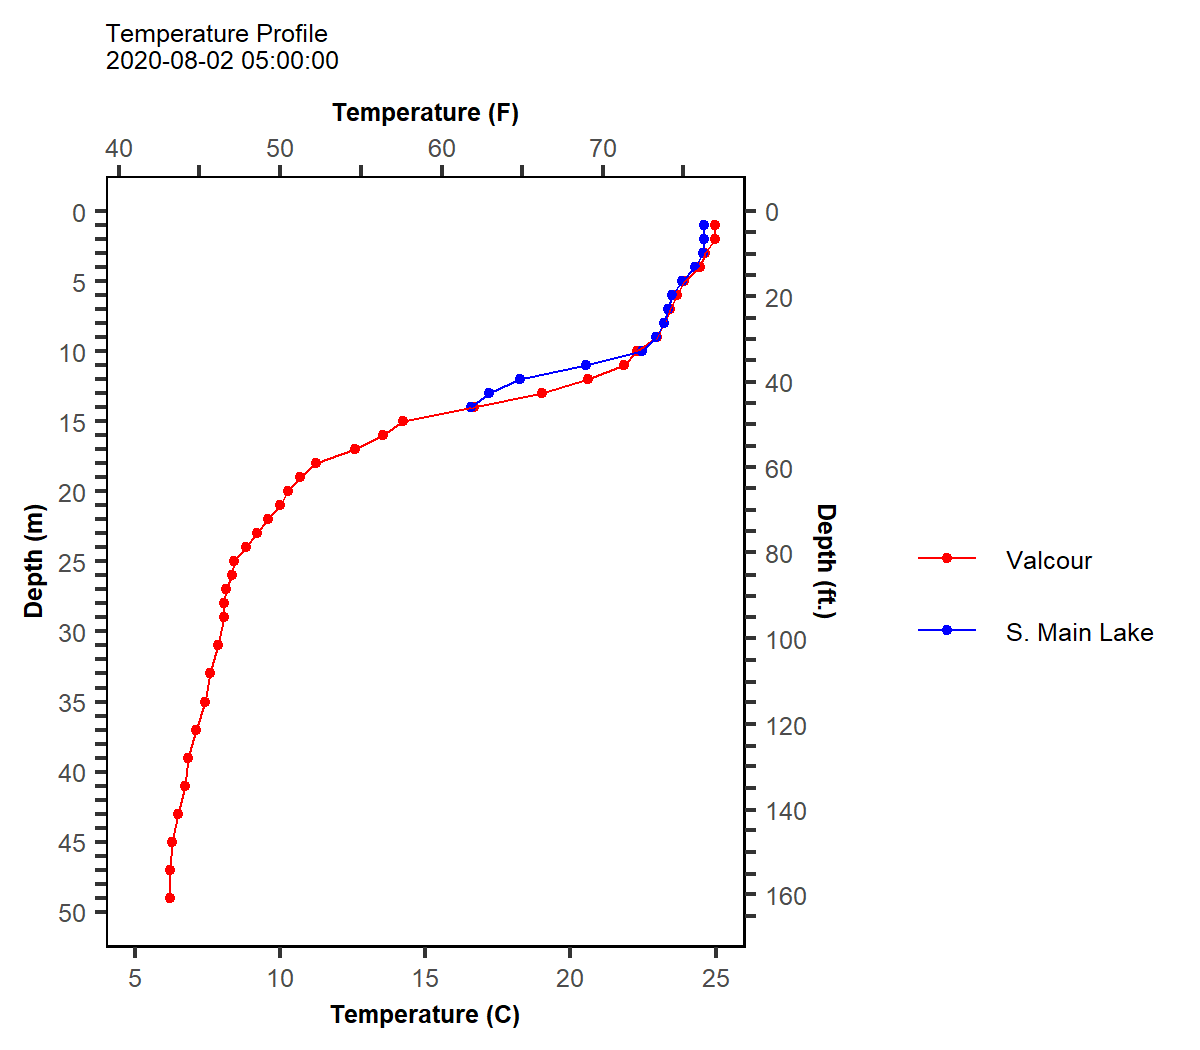 Temperature Profile
2020-08-02 05:00:00
Temperature (F)
40 50 60 70
0
5
10
15
20
25
30
35
40
45
50
Depth (m)
0
20
40
60
80
100
120
140
160
Depth (ft.)
Valcour
S. Main Lake
5 10 15 20 25
Temperature (C)